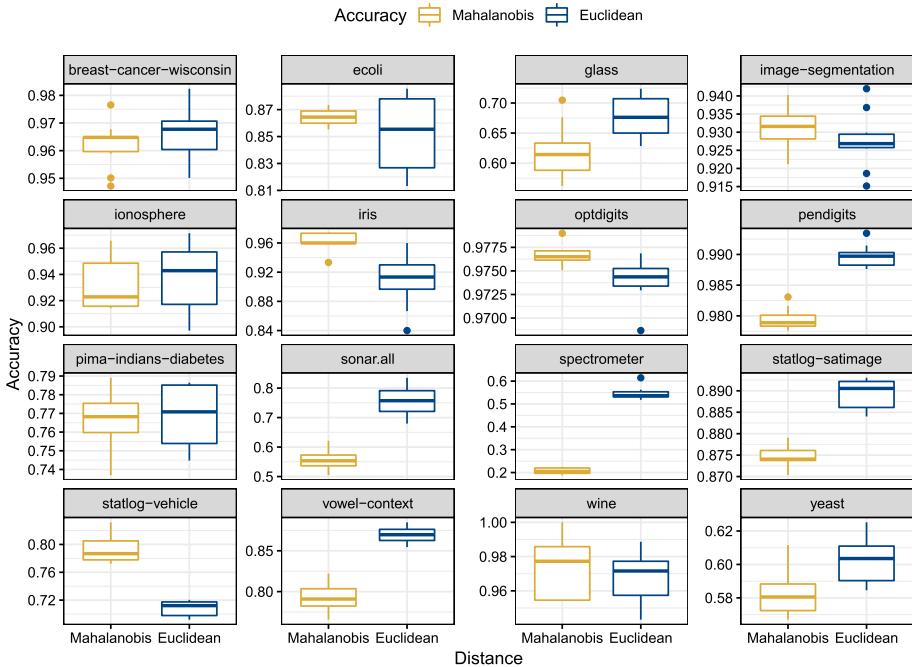 Accuracy Mahalanobis Euclidean
breast−cancer−wisconsin ecoli glass image−segmentation
0.98 0.97 0.96 0.95
0.87 0.85 0.83 0.81
0.70 0.65 0.60
0.940 0.935 0.930 0.925 0.920 0.915
ionosphere iris optdigits pendigits
0.96 0.94 0.92 0.90
0.96 0.92 0.88 0.84
0.9775 0.9750 0.9725 0.9700
0.990 0.985 0.980
Accuracy
pima−indians−diabetes sonar.all spectrometer statlog−satimage
0.79 0.78 0.77 0.76 0.75 0.74
0.8 0.7 0.6 0.5
0.6 0.5 0.4 0.3 0.2
0.890 0.885 0.880 0.875 0.870
statlog−vehicle vowel−context wine yeast
0.80 0.76 0.72
0.85 0.80
1.00 0.98 0.96
0.62 0.60 0.58
Mahalanobis Euclidean Mahalanobis Euclidean Mahalanobis Euclidean Mahalanobis Euclidean
Distance